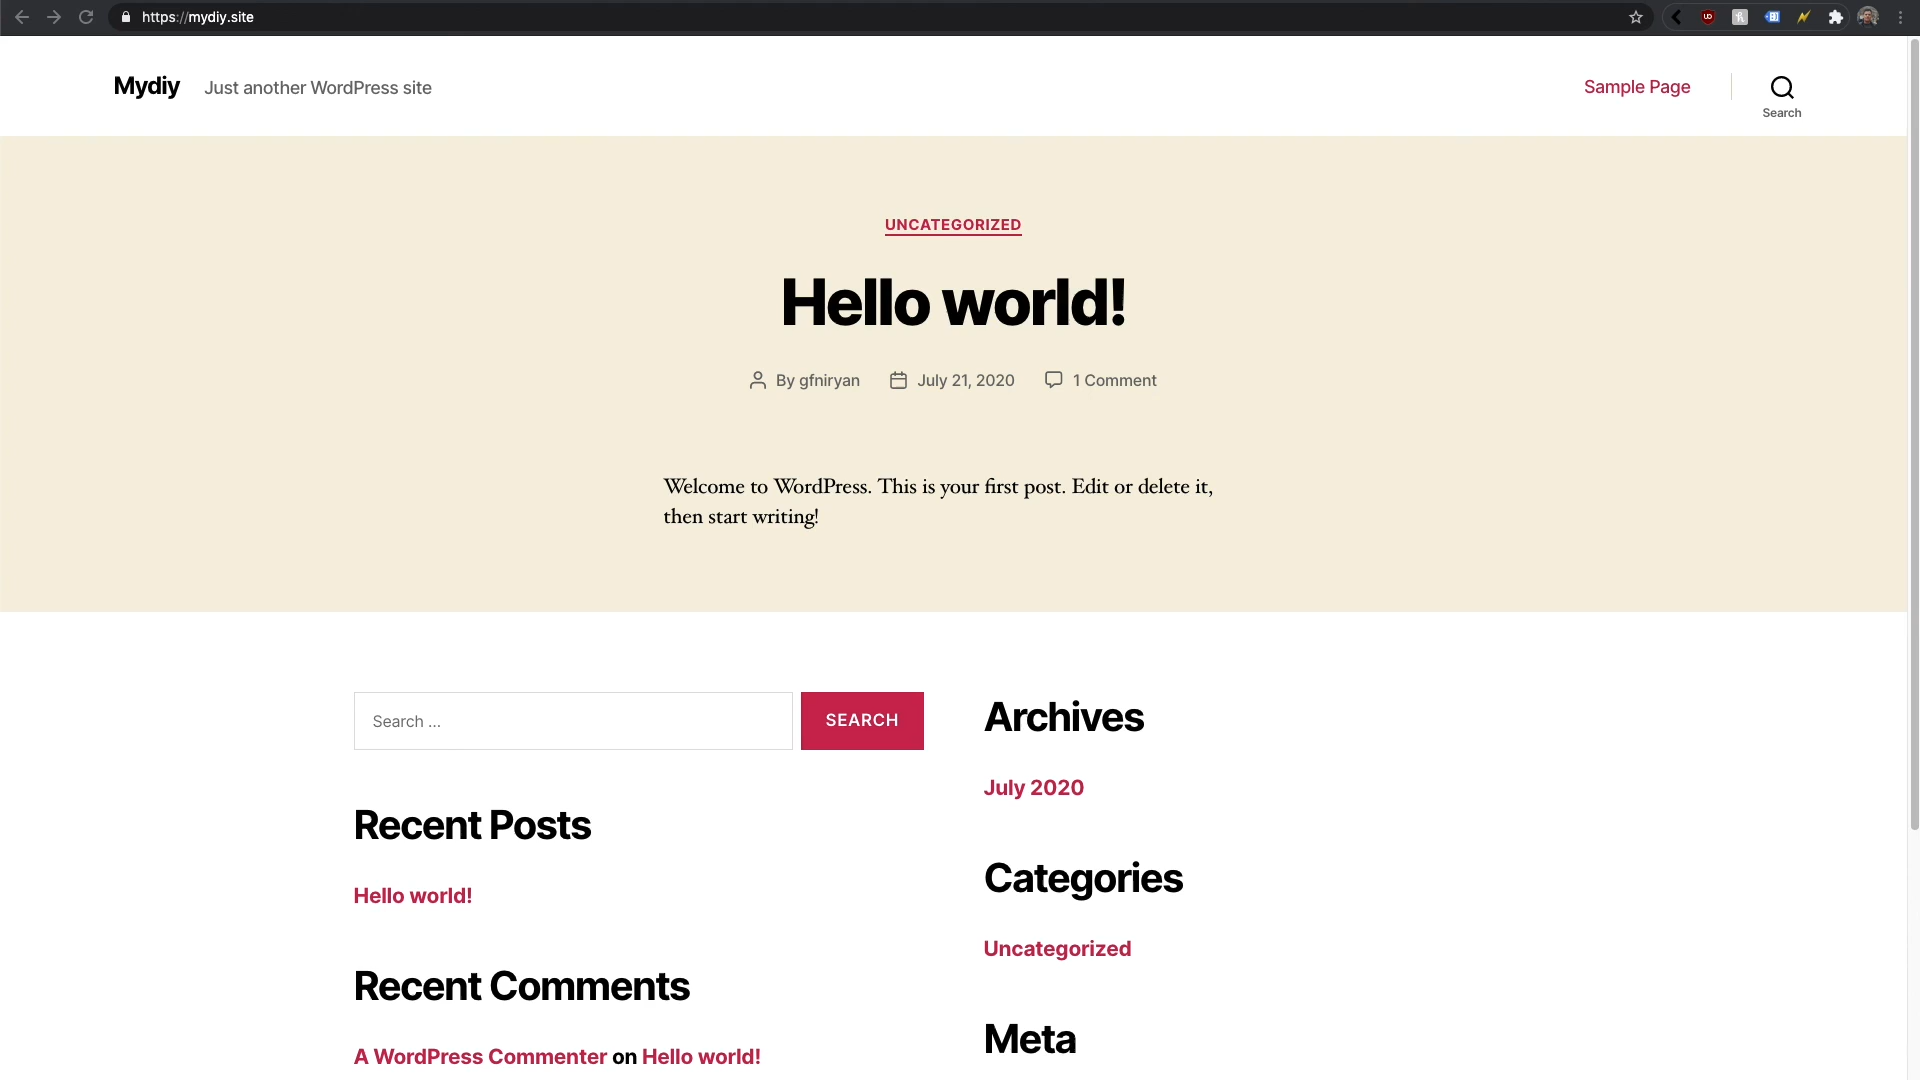 https://mydiy.site
Mydiy Just another WordPress site
Sample Page
Search
UNCATEGORIZED
Hello world!
By gfniryan July 21, 2020 1 Comment
Welcome to WordPress. This is your first post. Edit or delete it,
then start writing!
Search ...
SEARCH
Recent Posts
Hello world!
Recent Comments
A WordPress Commenter on Hello world!
Archives
July 2020
Categories
Uncategorized
Meta